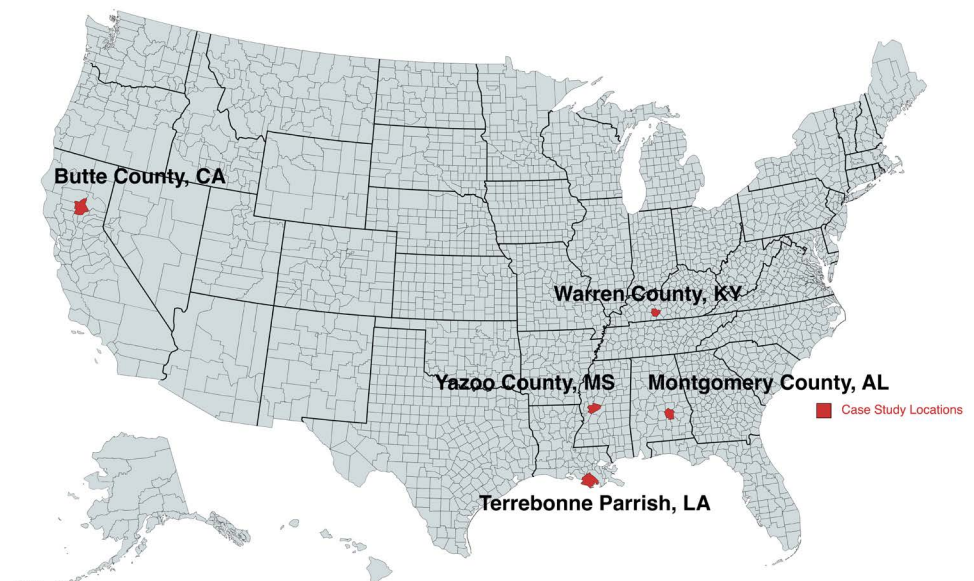 Butte County, CA
Warren County, KY
Yazoo County, MS
Montgomery County, AL
Case Study Locations
Terrebonne Parrish, LA